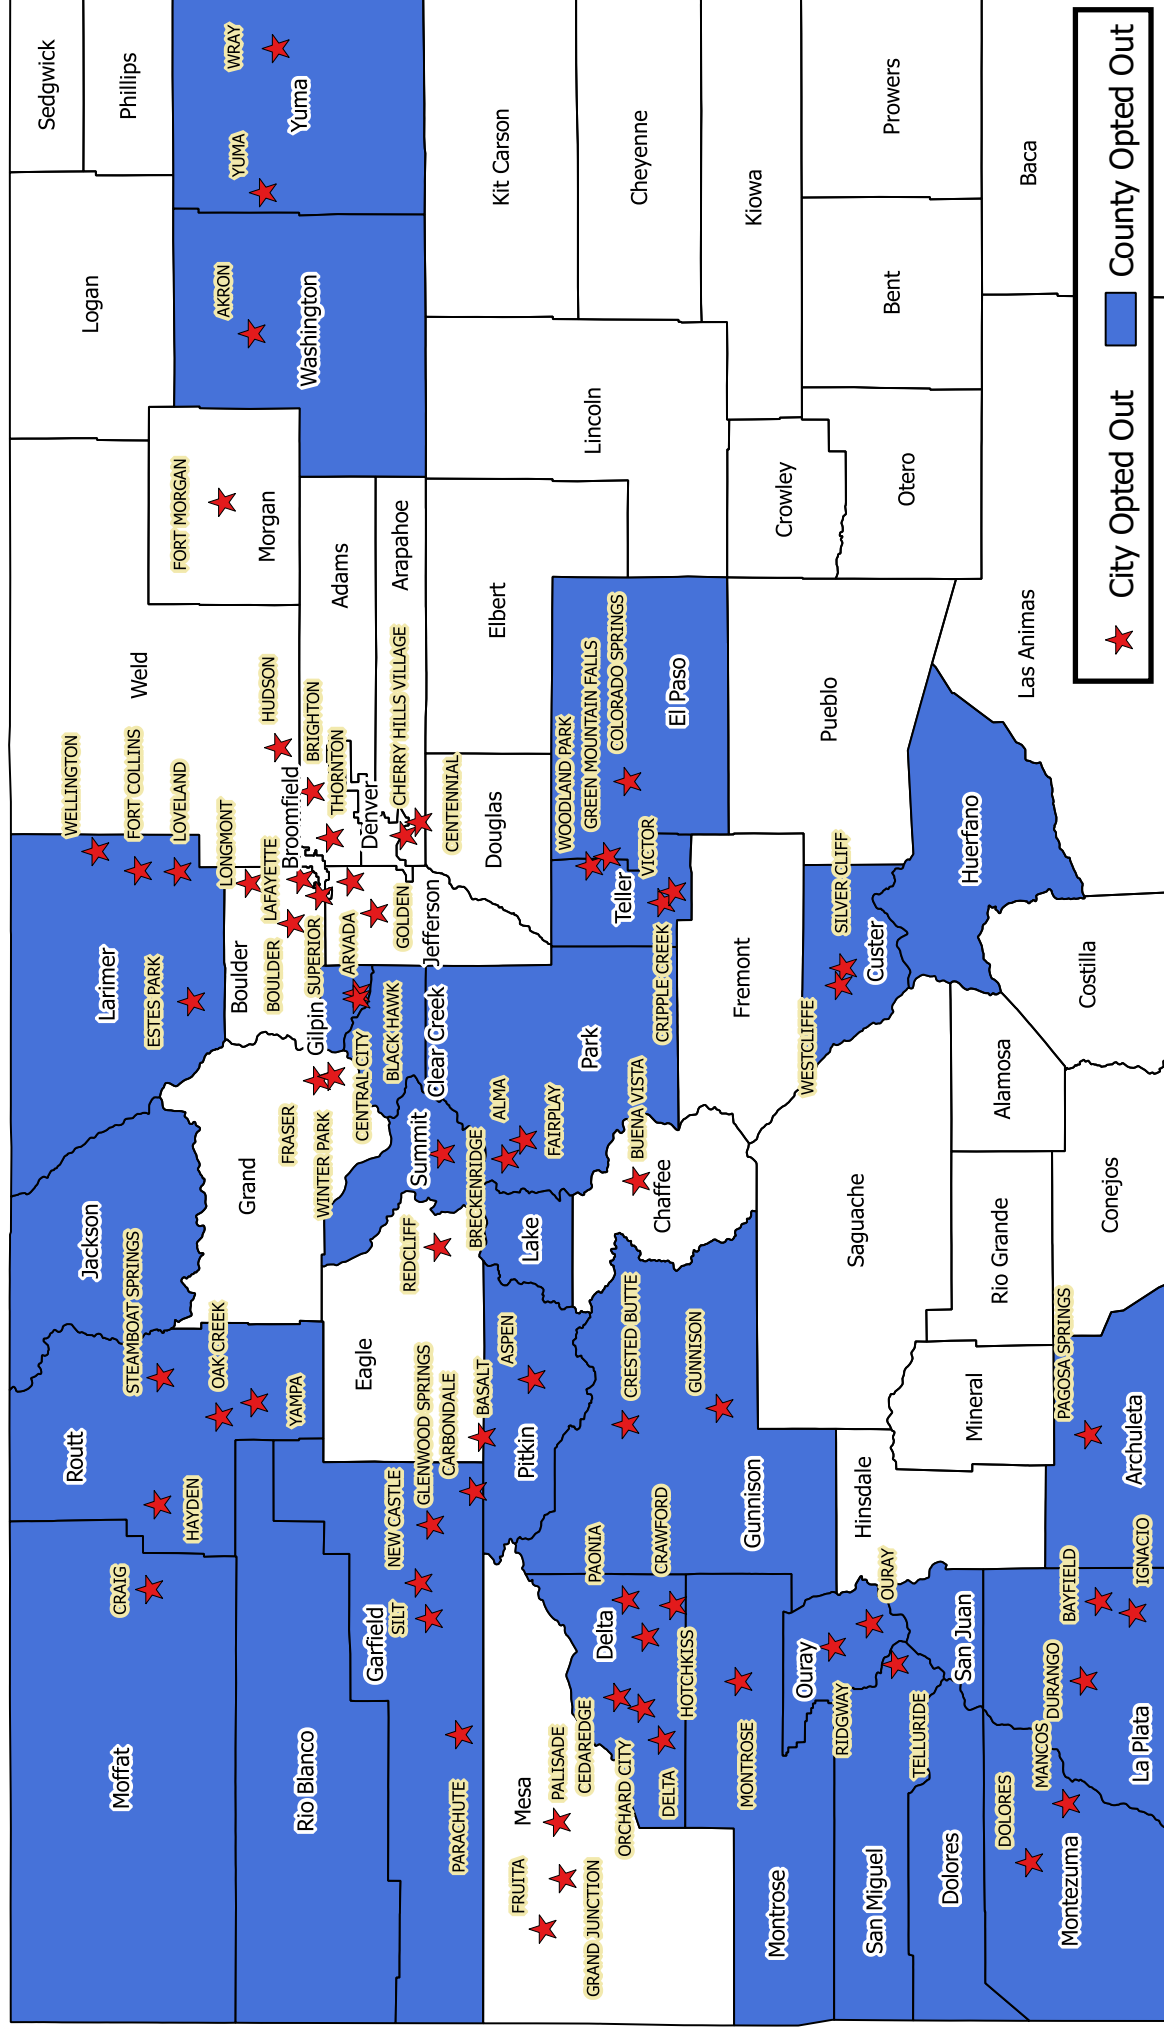 Sedgwick
Phillips
WRAY
Yuma
YUMA
Logan
AKRON
Washington
FORT MORGAN
Morgan
Weld
Kit Carson
Cheyenne
Kiowa
Prowers
Bent
Baca
Lincoln
Crowley
Otero
Las Animas
Adams
Arapahoe
Elbert
HUDSON
BRIGHTON
THORNTON
Broomfield
Denver
CHERRY HILLS VILLAGE
CENTENNIAL
Douglas
WELLINGTON
FORT COLLINS
LOVELAND
LONGMONT
LAFAYETTE
BOULDER
SUPERIOR
ARVADA
GOLDEN
Jefferson
Boulder
Larimer
ESTES PARK
Gilpin
CENTRAL CITY
BLACK HAWK
Clear Creek
WOODLAND PARK
GREEN MOUNTAIN FALLS
COLORADO SPRINGS
El Paso
VICTOR
Teller
CRIPPLE CREEK
Pueblo
Fremont
SILVER CLIFF
Custer
WESTCLIFFE
Huerfano
Costilla
Alamosa
Conejos
Rio Grande
Saguache
Mineral
Hinsdale
Park
ALMA
FAIRPLAY
BUENA VISTA
Chaffee
Lake
Summit
BRECKENRIDGE
FRASER
WINTER PARK
Grand
Jackson
STEAMBOAT SPRINGS
OAK CREEK
YAMPA
Routt
HAYDEN
CRAIG
Moffat
Rio Blanco
REDCLIFF
Eagle
GLENWOOD SPRINGS
CARBONDALE
BASALT
ASPEN
Pitkin
NEW CASTLE
SILT
Garfield
PARACHUTE
CRESTED BUTTE
GUNNISON
Gunnison
CRAWFORD
PAONIA
Delta
HOTCHKISS
CEDAREDGE
ORCHARD CITY
DELTA
Mesa
PALISADE
FRUITA
GRAND JUNCTION
MONTROSE
Montrose
Ouray
OURAY
RIDGWAY
TELLURIDE
San Miguel
San Juan
Dolores
DOLORES
MANCOS
Montezuma
DURANGO
La Plata
BAYFIELD
IGNACIO
PAGOSA SPRINGS
Archuleta
City Opted Out
County Opted Out